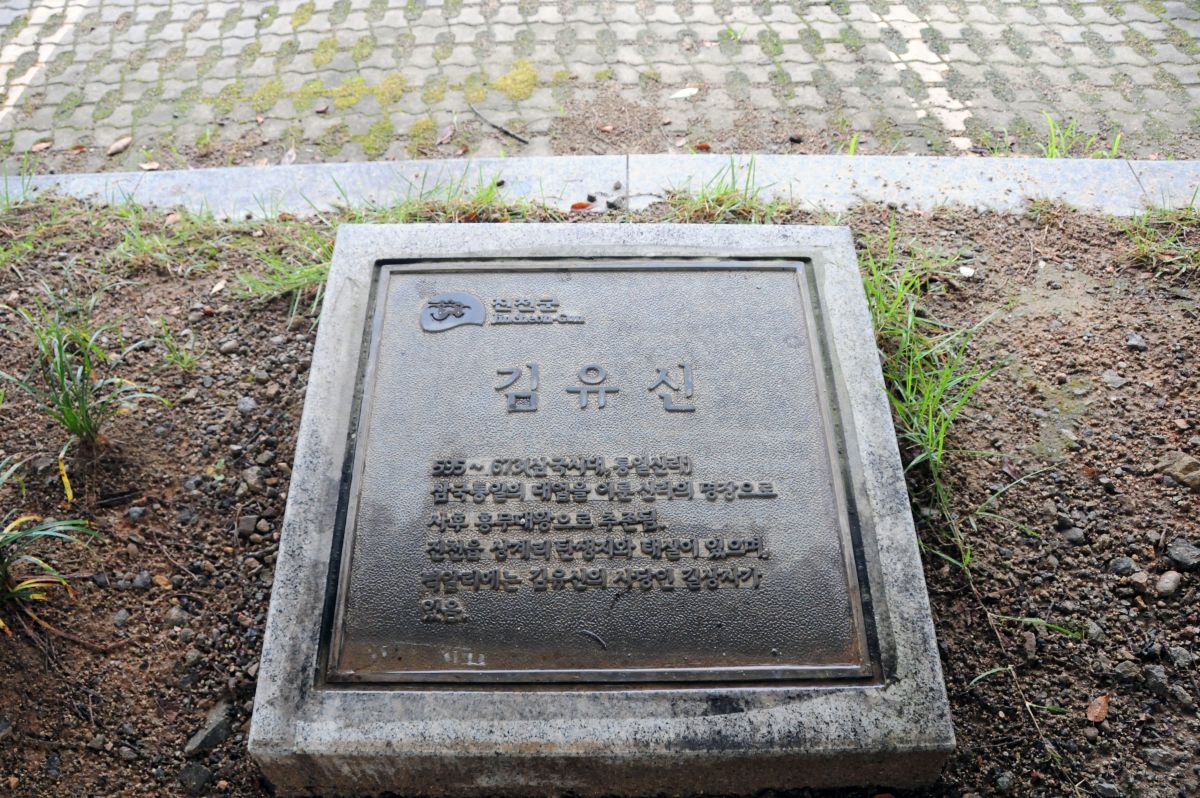 진천군
Jincheon-Gun
김유신
595 ~ 673(삼국시대, 통일신라)
삼국통일의 대업을 이룬 신라의 명장으로
사후 흥무대왕으로 추존됨.
진천읍 상계리 탄생지와 태실이 있으며,
벽암리에는 김유신의 사당인 길상사가
있음.